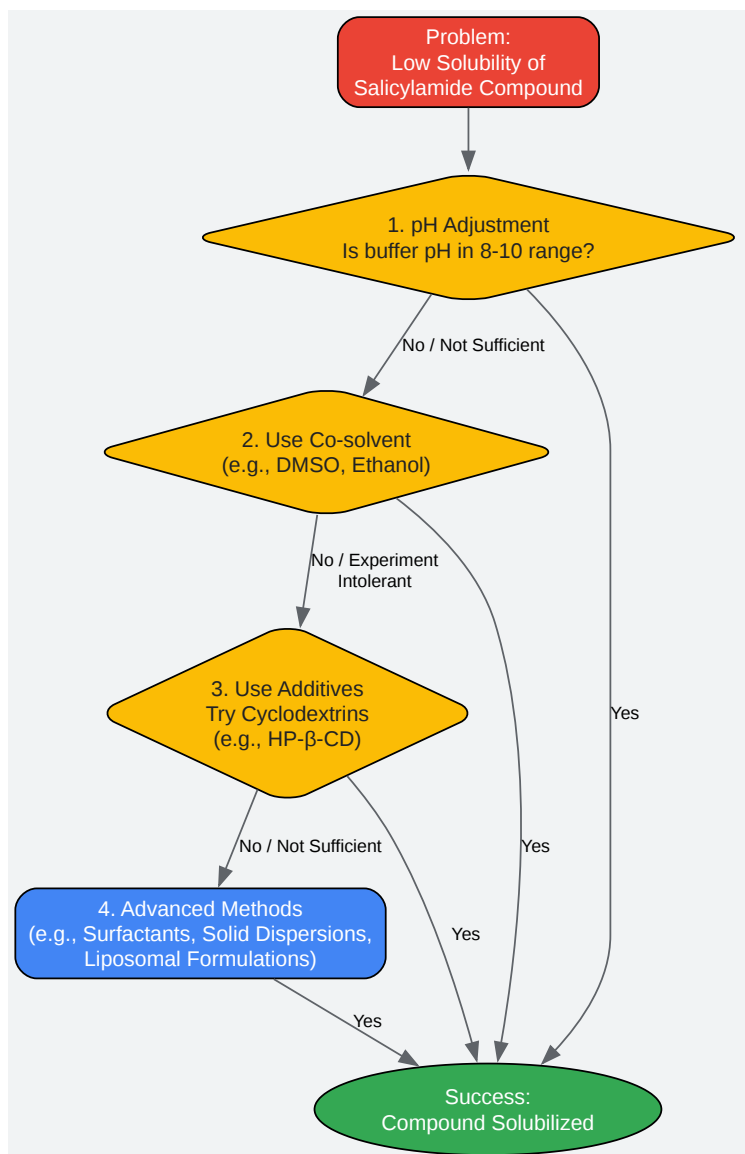 Problem:
Low Solubility of
Salicylamide Compound
1. pH Adjustment
Is buffer pH in 8-10 range?
No / Not Sufficient
2. Use Co-solvent
(e.g., DMSO, Ethanol)
No / Experiment
Intolerant
3. Use Additives
Try Cyclodextrins
(e.g., HP-β-CD)
Yes
No / Not Sufficient
Yes
4. Advanced Methods
(e.g., Surfactants, Solid Dispersions,
Liposomal Formulations)
Yes
Yes
Success:
Compound Solubilized